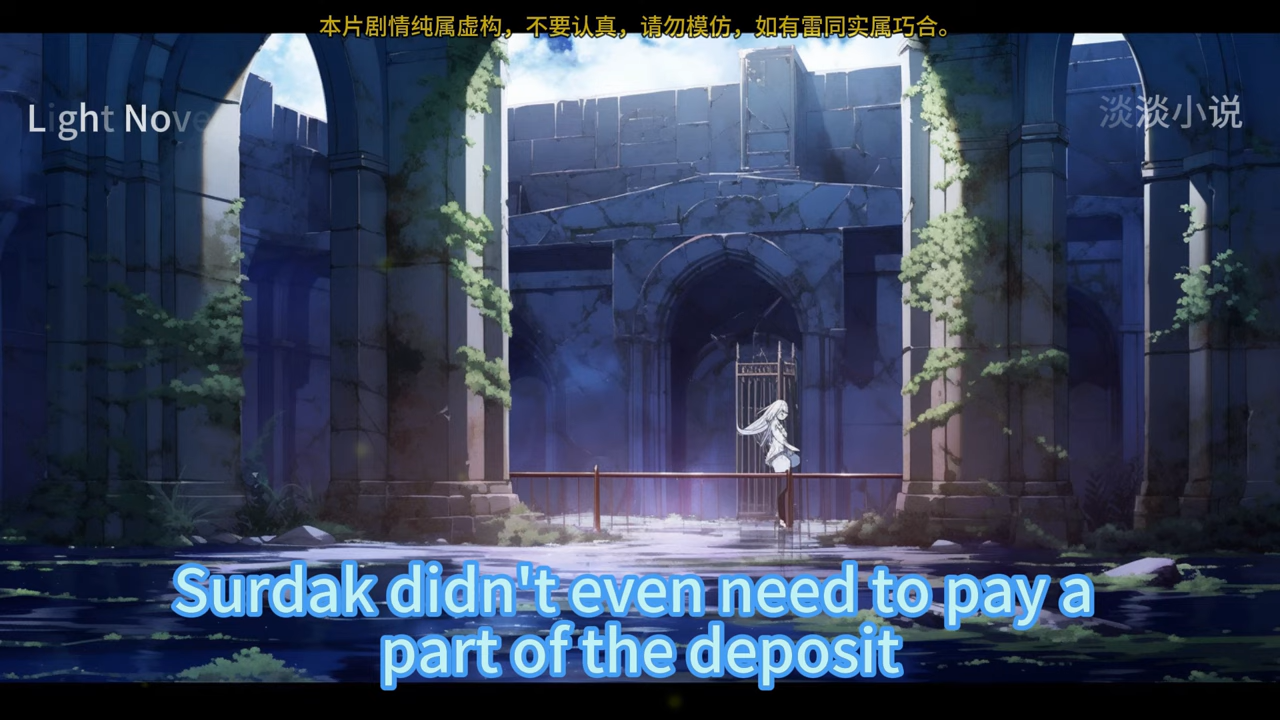 本片剧情纯属虚构，不要认真，请勿模仿，如有雷同实属巧合。
Light Nove
淡淡小说
Surdak didn't even need to pay a
part of the deposit